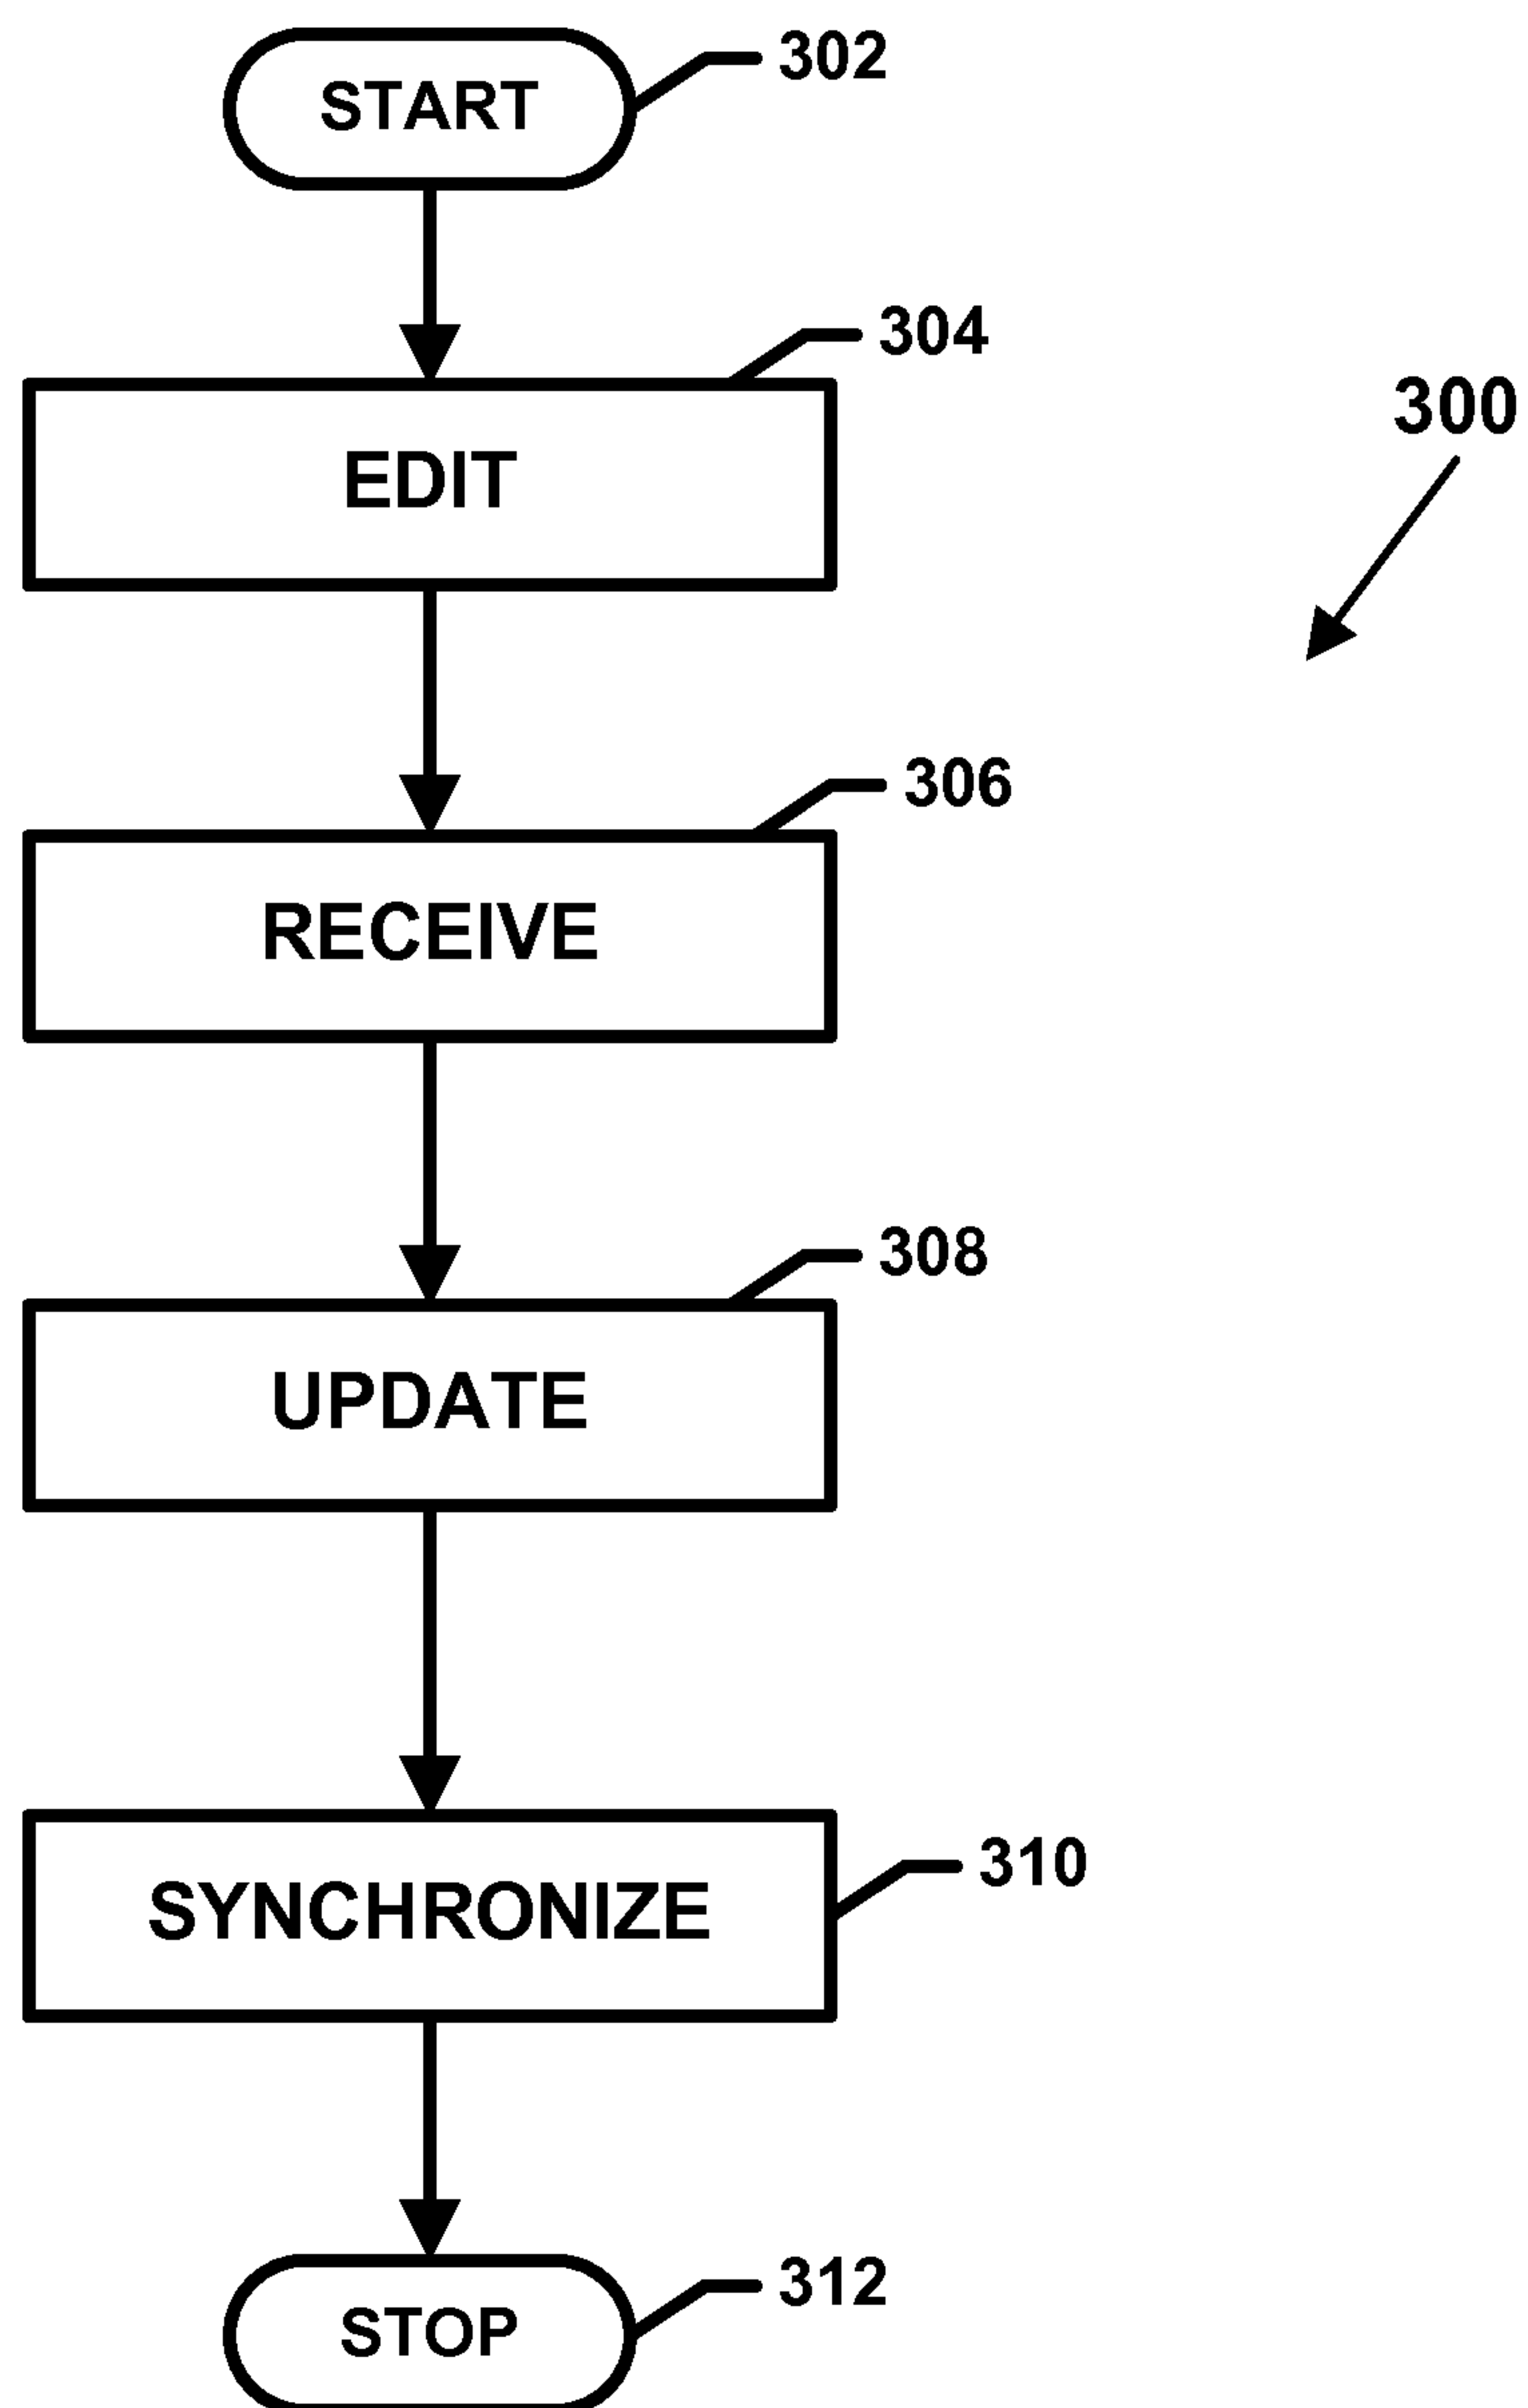 START
302
304
300
EDIT
306
RECEIVE
308
UPDATE
310
SYNCHRONIZE
312
STOP